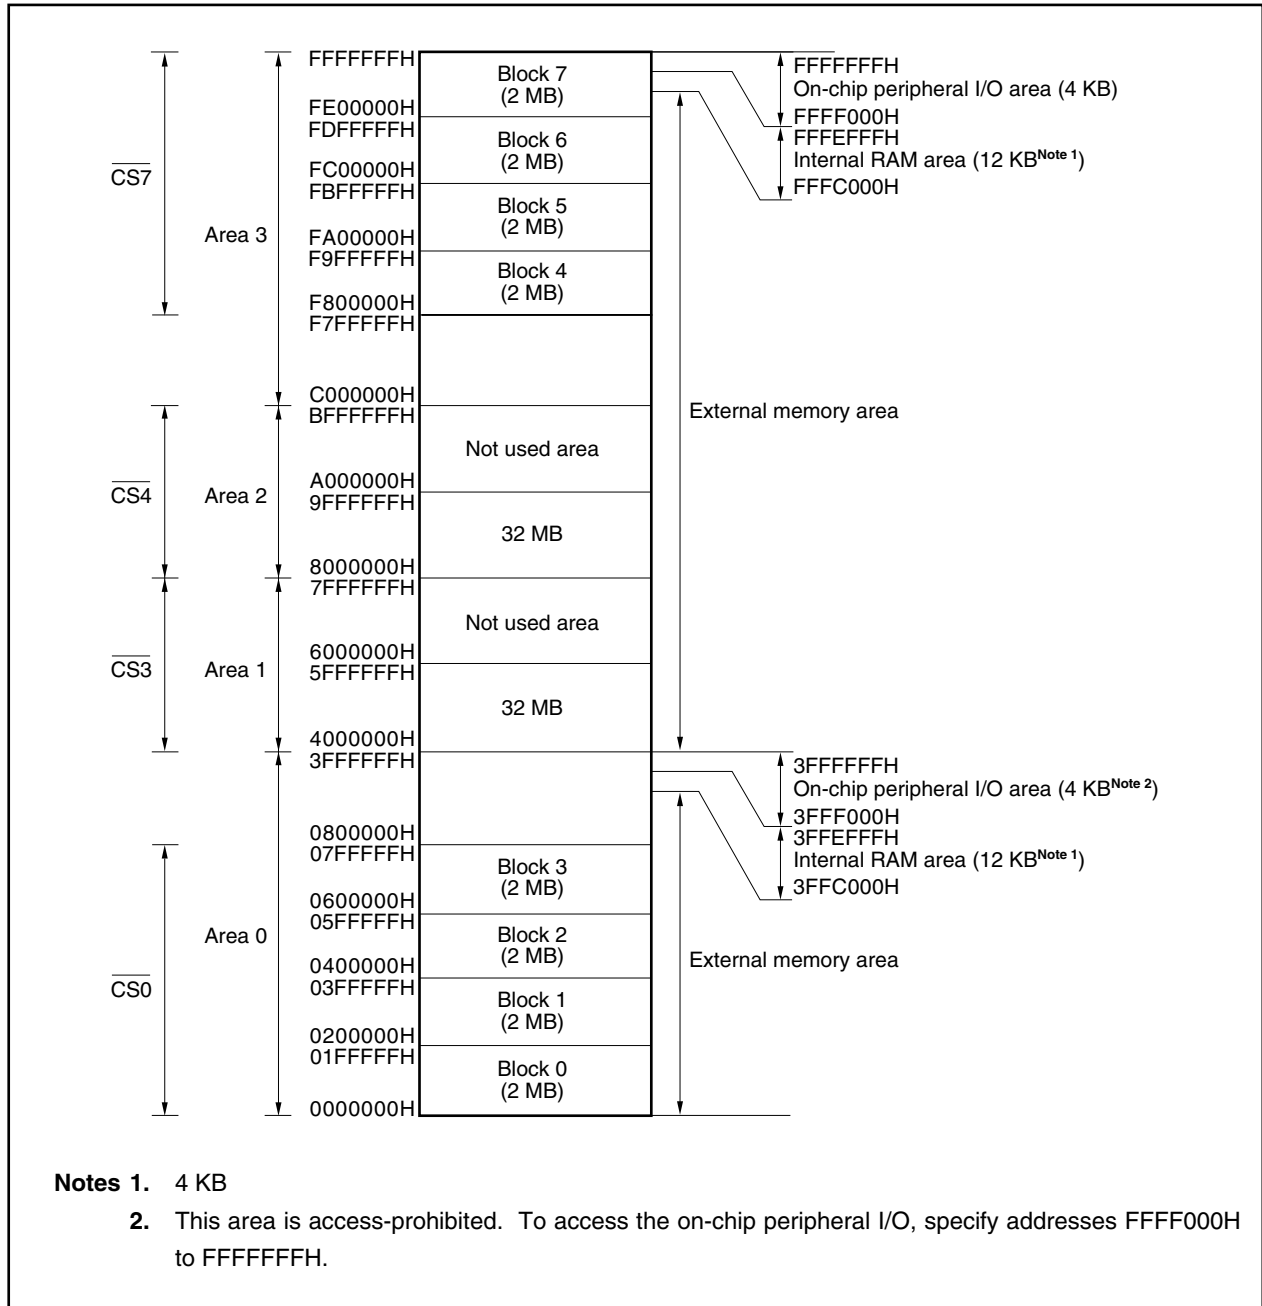 FFFFFFFH
Block 7
(2 MB)
FE00000H
FDFFFFFH
Block 6
(2 MB)
FC00000H
FBFFFFFH
Block 5
(2 MB)
FA00000H
F9FFFFFH
Block 4
(2 MB)
F800000H
F7FFFFFH
C000000H
BFFFFFFH
Not used area
A000000H
9FFFFFFH
32 MB
8000000H
7FFFFFFH
Not used area
6000000H
5FFFFFFH
32 MB
4000000H
3FFFFFFH
0800000H
07FFFFFH
Block 3
(2 MB)
0600000H
05FFFFFH
Block 2
(2 MB)
0400000H
03FFFFFH
Block 1
(2 MB)
0200000H
01FFFFFH
Block 0
(2 MB)
0000000H
CS7
Area 3
CS4
Area 2
CS3
Area 1
CS0
Area 0
FFFFFFFH
On-chip peripheral I/O area (4 KB)
FFFF000H
FFFEFFFH
Internal RAM area (12 KBNote 1)
FFFC000H
External memory area
3FFFFFFH
On-chip peripheral I/O area (4 KBNote 2)
3FFF000H
3FFEFFFH
Internal RAM area (12 KBNote 1)
3FFC000H
External memory area
Notes 1. 4 KB
2. This area is access-prohibited. To access the on-chip peripheral I/O, specify addresses FFFF000H
to FFFFFFFH.